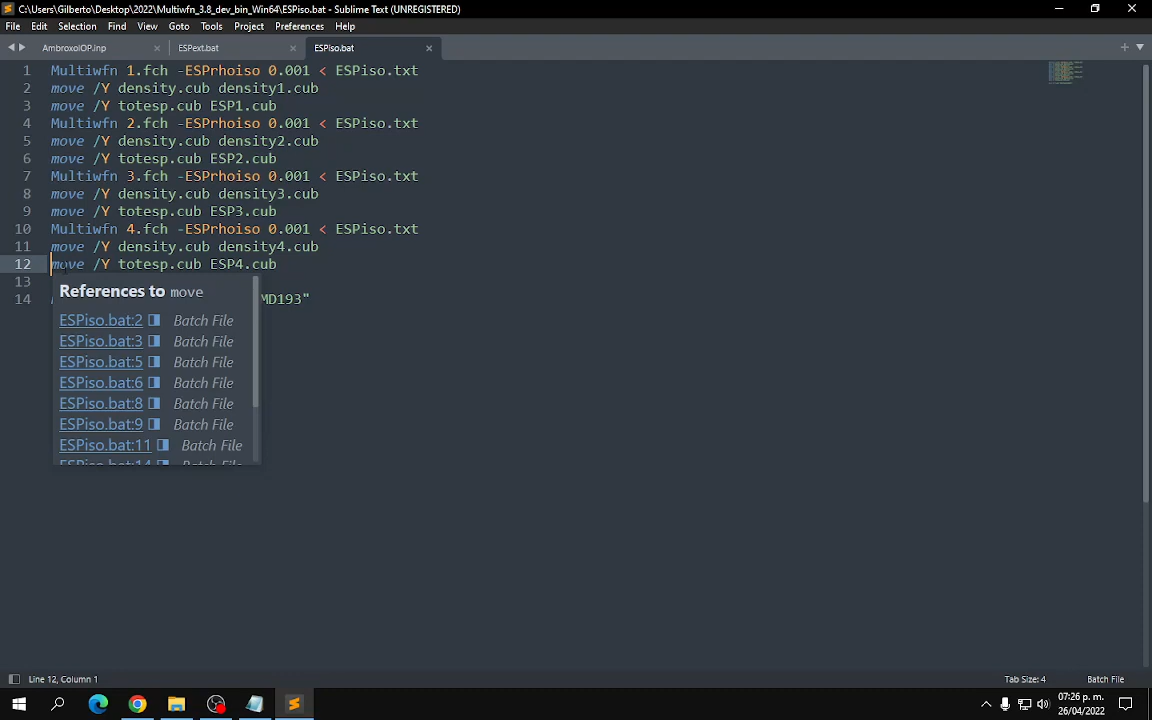 C:\Users\Gilberto\Desktop\2022\Multiwfn_3.8_dev_bin_Win64\ESPiso.bat - Sublime Text (UNREGISTERED)
File Edit Selection Find View Goto Tools Project Preferences Help
AmbroxolOP.inp ESPext.bat ESPiso.bat
1 Multiwfn 1.fch -ESPrhoiso 0.001 < ESPiso.txt
2 move /Y density.cub density1.cub
3 move /Y totesp.cub ESP1.cub
4 Multiwfn 2.fch -ESPrhoiso 0.001 < ESPiso.txt
5 move /Y density.cub density2.cub
6 move /Y totesp.cub ESP2.cub
7 Multiwfn 3.fch -ESPrhoiso 0.001 < ESPiso.txt
8 move /Y density.cub density3.cub
9 move /Y totesp.cub ESP3.cub
10 Multiwfn 4.fch -ESPrhoiso 0.001 < ESPiso.txt
11 move /Y density.cub density4.cub
12 move /Y totesp.cub ESP4.cub
13
14 MD193"
References to move
ESPiso.bat:2 Batch File
ESPiso.bat:3 Batch File
ESPiso.bat:5 Batch File
ESPiso.bat:6 Batch File
ESPiso.bat:8 Batch File
ESPiso.bat:9 Batch File
ESPiso.bat:11 Batch File
ESPiso.bat:14 Batch File
Line 12, Column 1 Tab Size: 4 Batch File
07:26 p. m.
26/04/2022